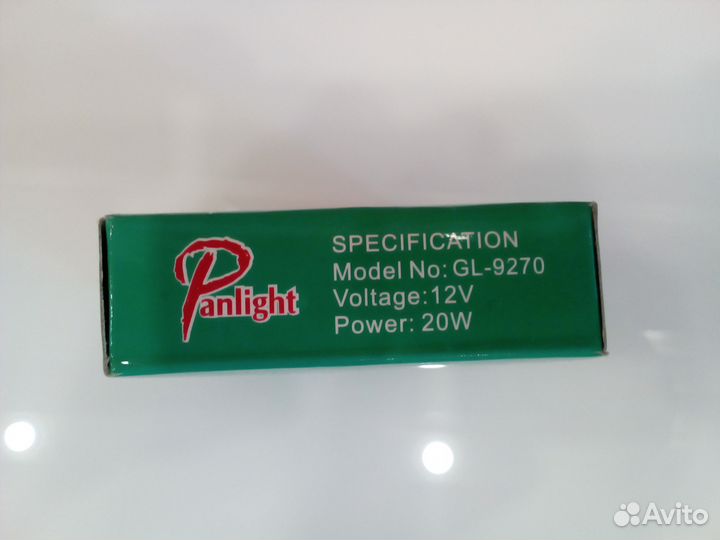 Panlight
SPECIFICATION
Model No: GL-9270
Voltage: 12V
Power: 20W
Avito